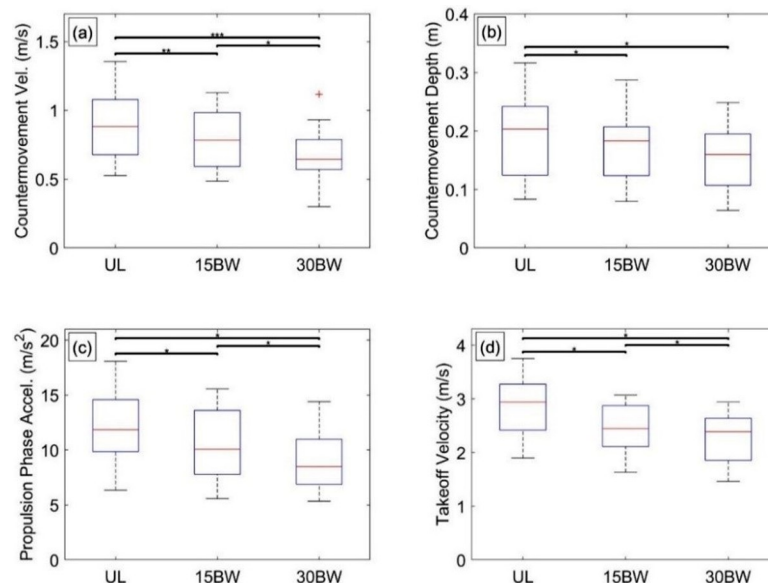 (a)
Countermovement Vel. (m/s)
1.5
1
0.5
0
***
**
*
UL 15BW 30BW
(b)
Countermovement Depth (m)
0.4
0.3
0.2
0.1
0
*
*
UL 15BW 30BW
(c)
Propulsion Phase Accel. (m/s²)
20
15
10
5
0
*
*
*
UL 15BW 30BW
(d)
Takeoff Velocity (m/s)
4
3
2
1
0
*
*
*
UL 15BW 30BW